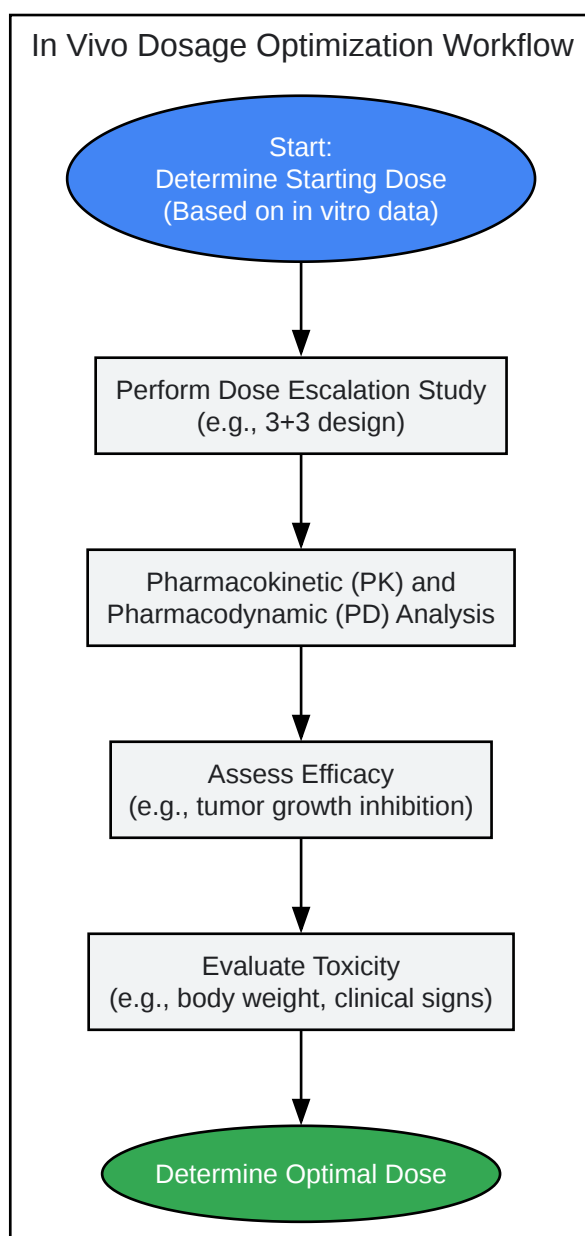 In Vivo Dosage Optimization Workflow
Start:
Determine Starting Dose
(Based on in vitro data)
Perform Dose Escalation Study
(e.g., 3+3 design)
Pharmacokinetic (PK) and
Pharmacodynamic (PD) Analysis
Assess Efficacy
(e.g., tumor growth inhibition)
Evaluate Toxicity
(e.g., body weight, clinical signs)
Determine Optimal Dose